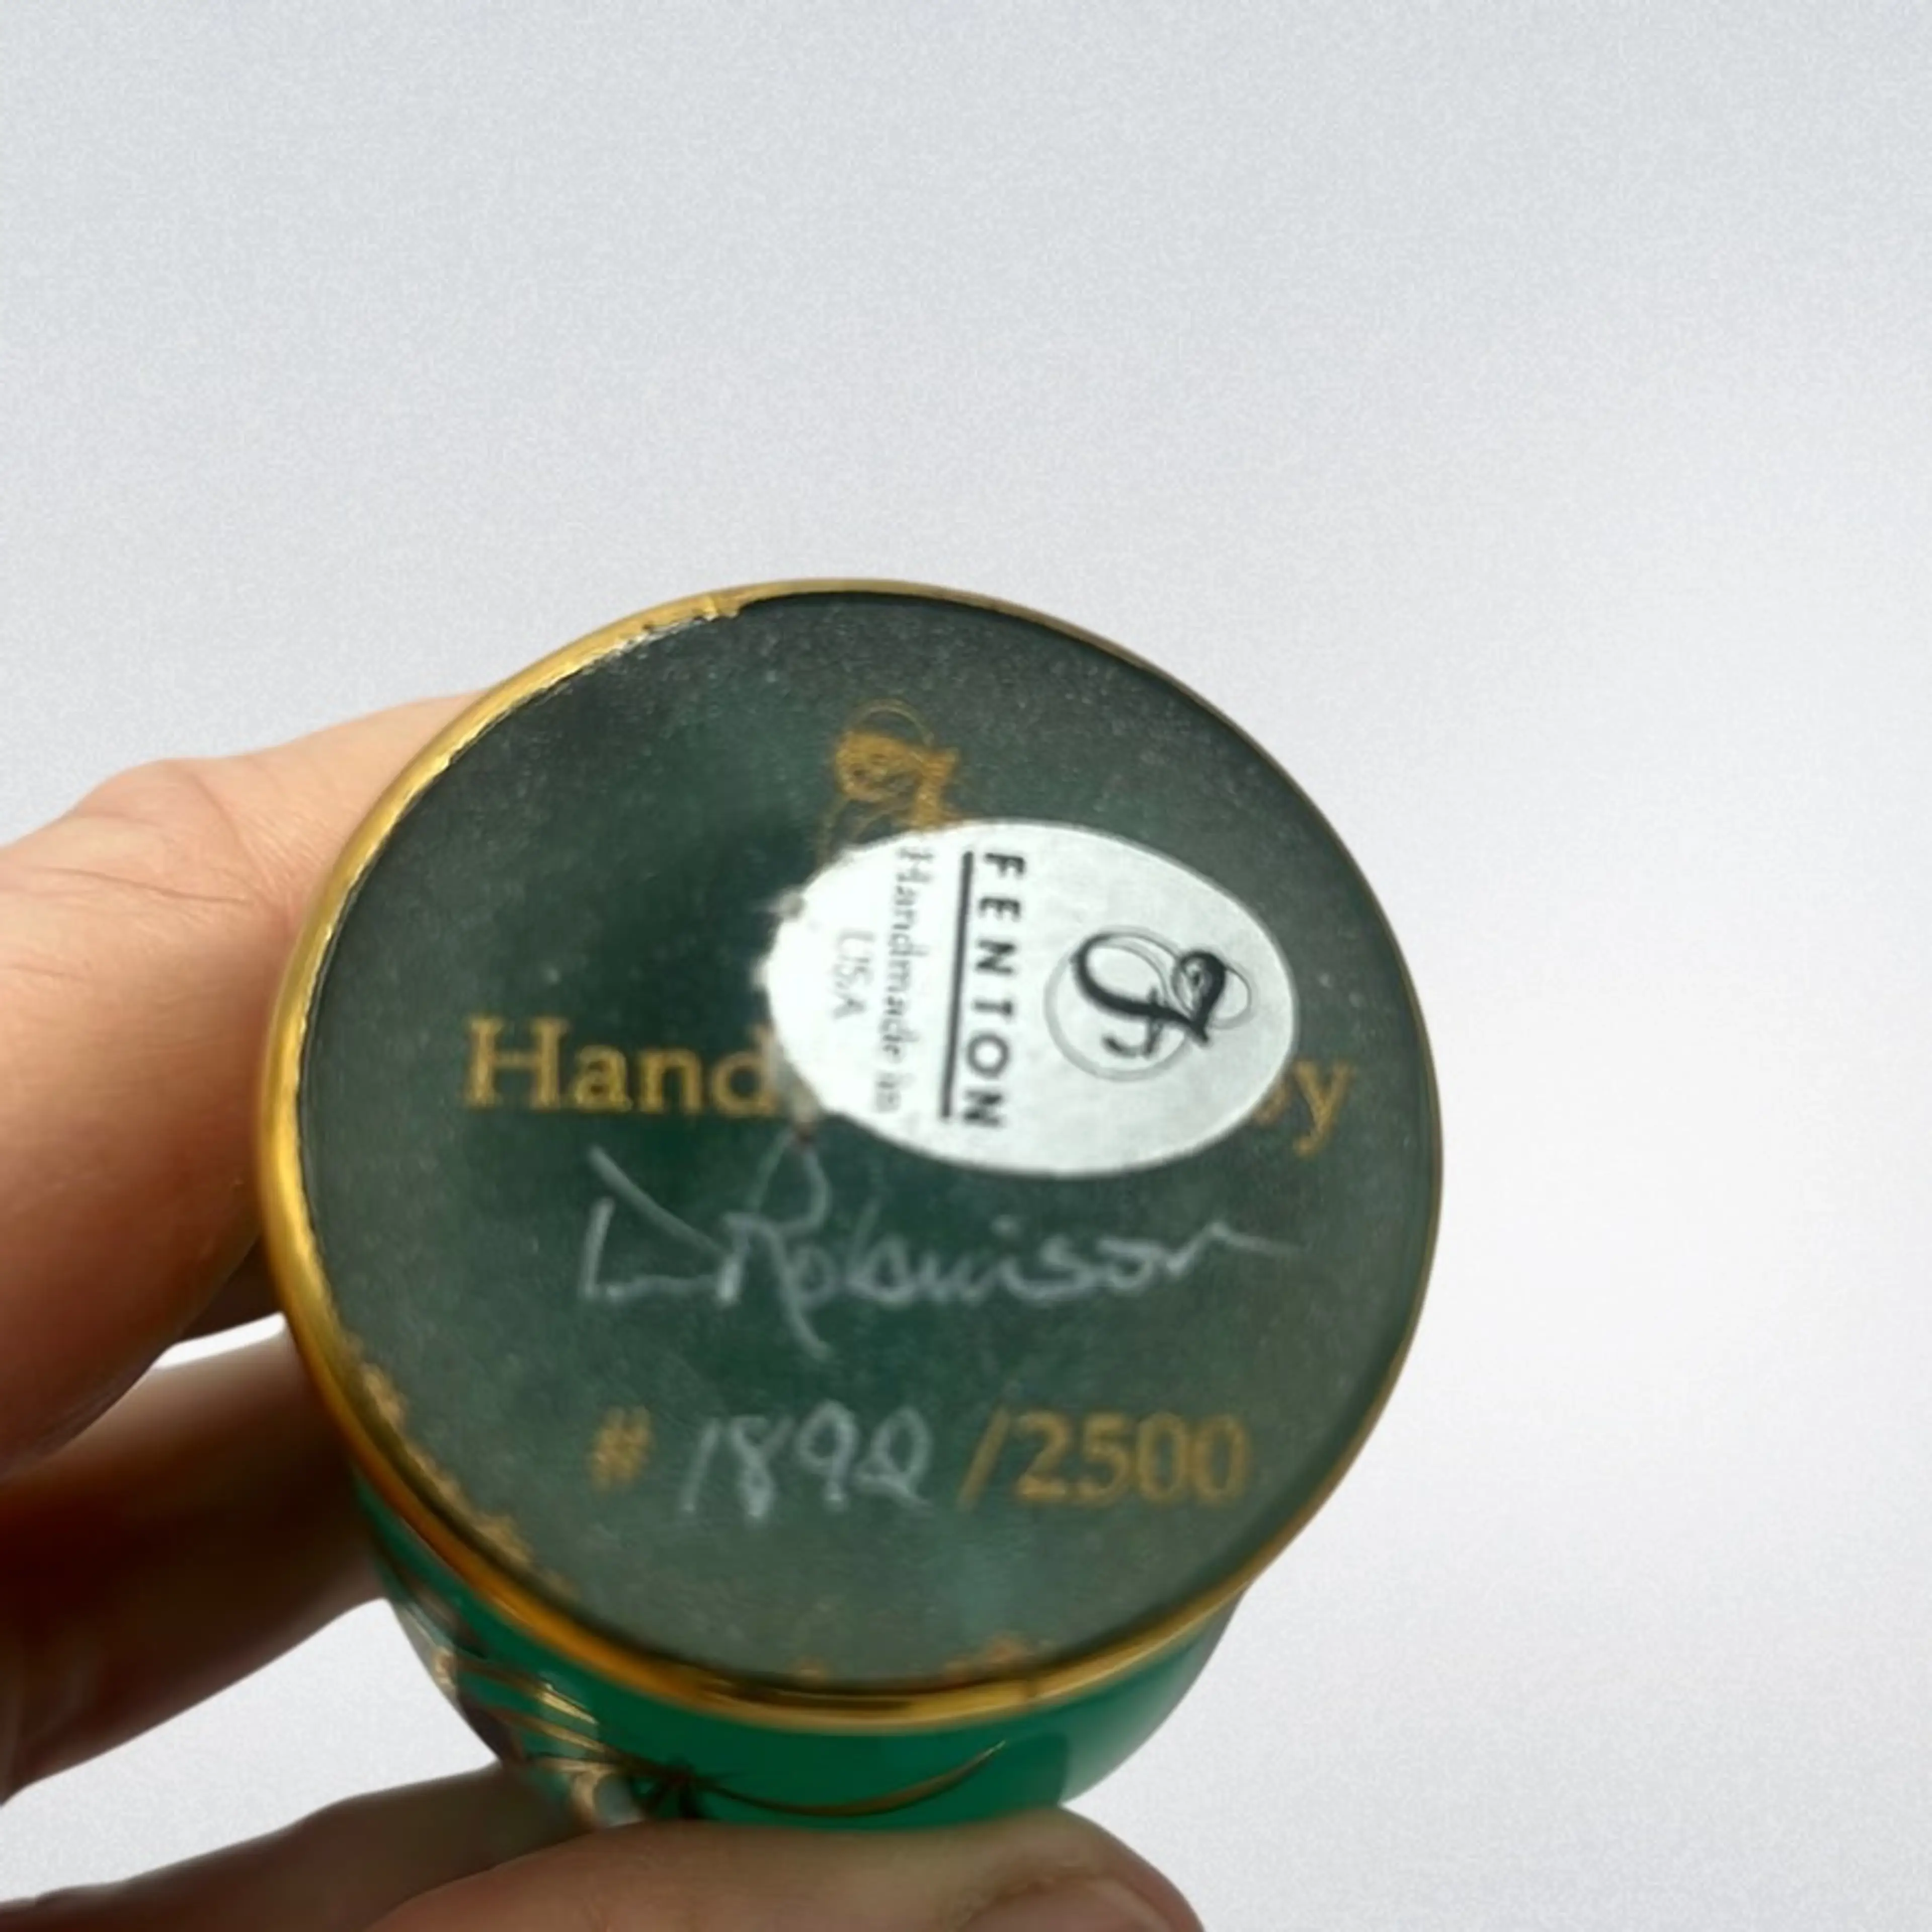 FENTON
Handmade in
USA
Hand
D Robinson
# 1892 /2500